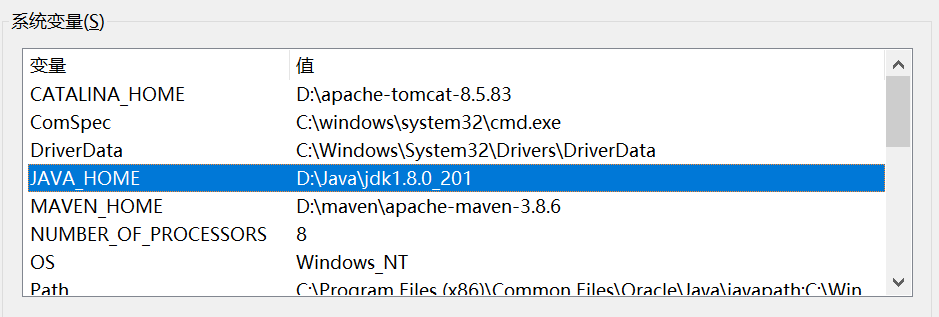 系统变量(S)
变量 值
CATALINA_HOME D:\apache-tomcat-8.5.83
ComSpec C:\windows\system32\cmd.exe
DriverData C:\Windows\System32\Drivers\DriverData
JAVA_HOME D:\Java\jdk1.8.0_201
MAVEN_HOME D:\maven\apache-maven-3.8.6
NUMBER_OF_PROCESSORS 8
OS Windows_NT
Path C:\Program Files (x86)\Common Files\Oracle\Java\javapath;C:\Win